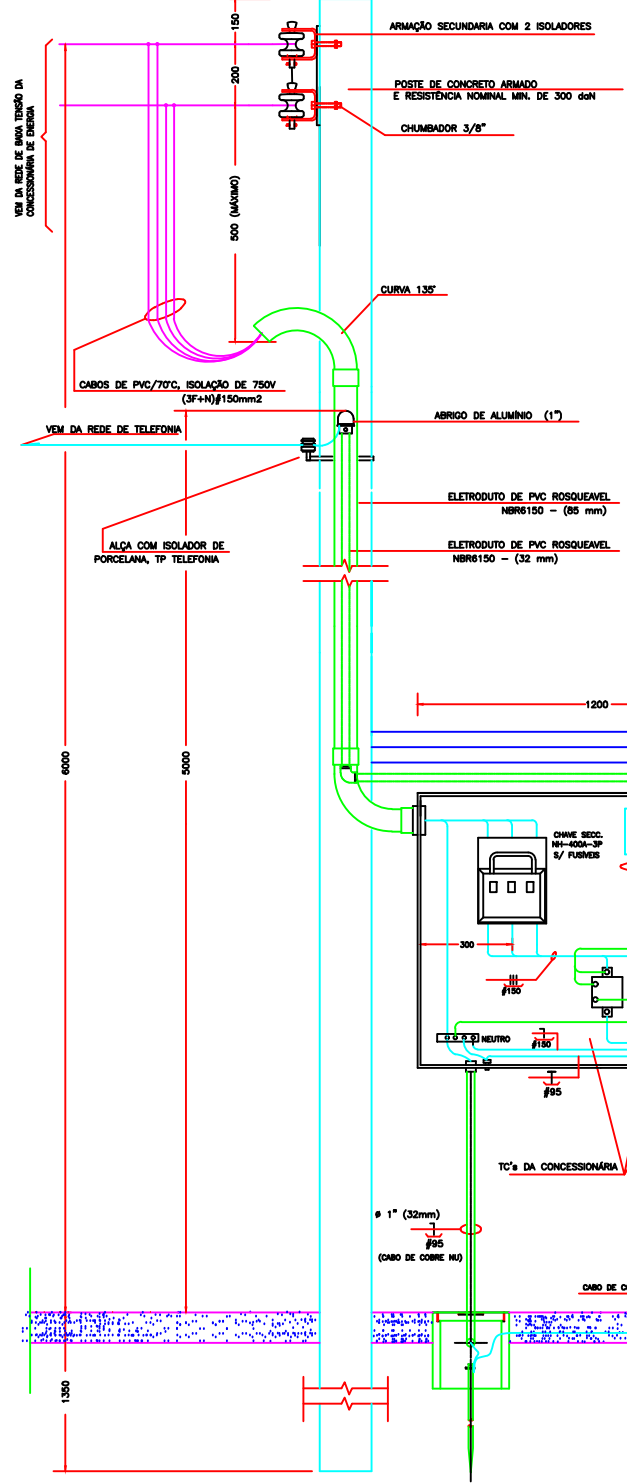 150
ARMAÇÃO SECUNDARIA COM 2 ISOLADORES
200
POSTE DE CONCRETO ARMADO
E RESISTÊNCIA NOMINAL MIN. DE 300 daN
CHUMBADOR 3/8"
VEM DA REDE DE BAIXA TENSÃO DA
CONCESSIONÁRIA DE ENERGIA
500 (MÁXIMO)
CURVA 135°
CABOS DE PVC/70°C, ISOLAÇÃO DE 750V
(3F+N)#150mm2
ABRIGO DE ALUMÍNIO (1")
VEM DA REDE DE TELEFONIA
ELETRODUTO DE PVC ROSQUEAVEL
NBR6150 - (85 mm)
ALÇA COM ISOLADOR DE
PORCELANA, TP TELEFONIA
ELETRODUTO DE PVC ROSQUEAVEL
NBR6150 - (32 mm)
1200
6000
5000
CHAVE SECC.
NH-400A-3P
S/ FUSÍVEIS
300
#150
NEUTRO
#150
#95
TC's DA CONCESSIONÁRIA
ø 1" (32mm)
#95
(CABO DE COBRE NU)
CABO DE C
1350